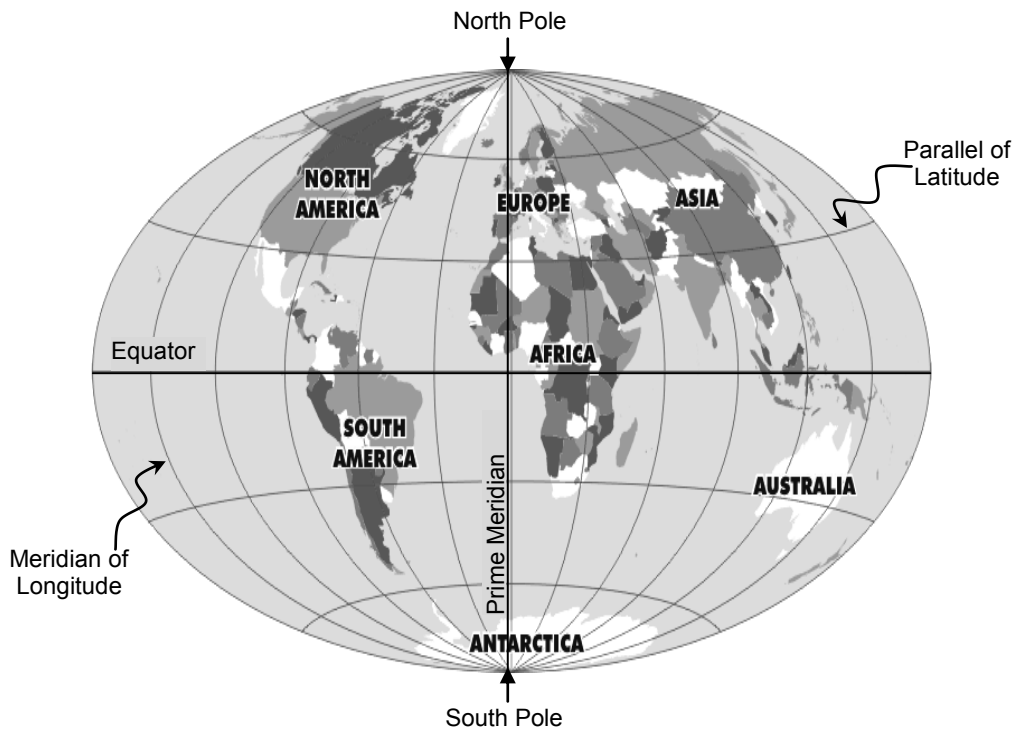 North Pole
Parallel of
Latitude
NORTH
AMERICA
EUROPE
ASIA
Equator
AFRICA
SOUTH
AMERICA
Prime Meridian
AUSTRALIA
Meridian of
Longitude
ANTARCTICA
South Pole